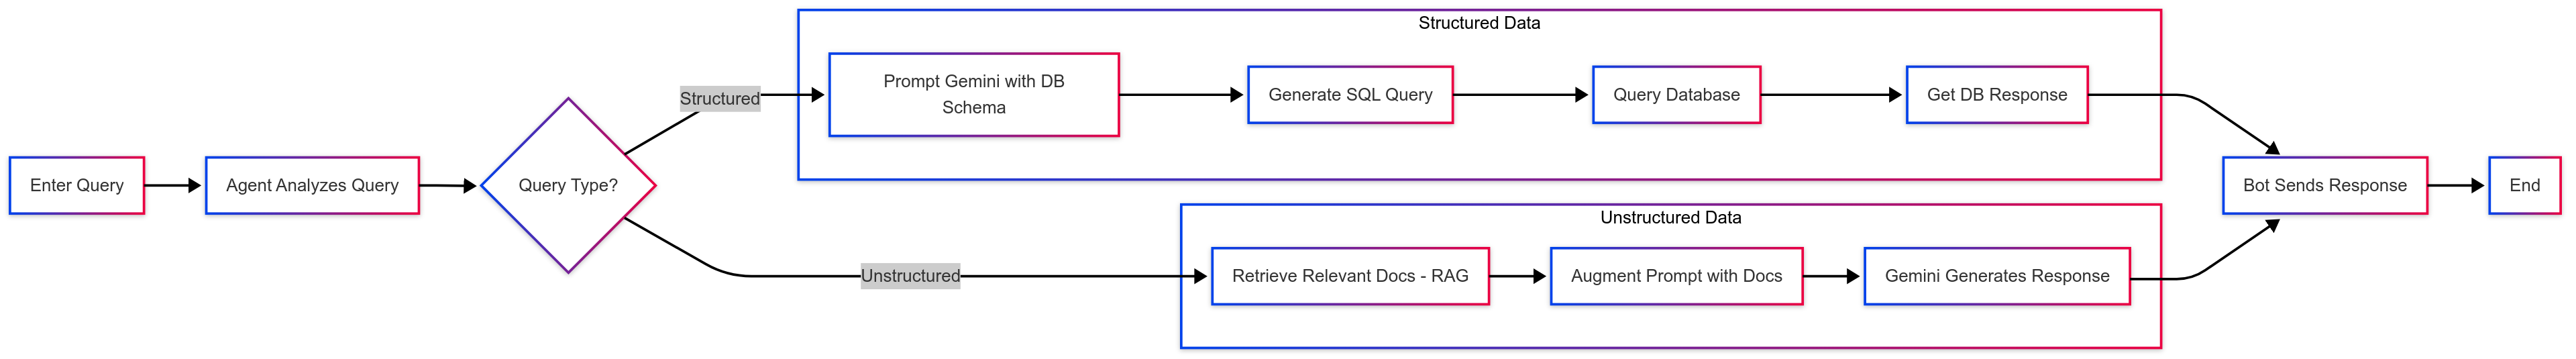 Enter Query
Agent Analyzes Query
Query Type?
Structured
Structured Data
Prompt Gemini with DB
Schema
Generate SQL Query
Query Database
Get DB Response
Unstructured
Unstructured Data
Retrieve Relevant Docs - RAG
Augment Prompt with Docs
Gemini Generates Response
Bot Sends Response
End